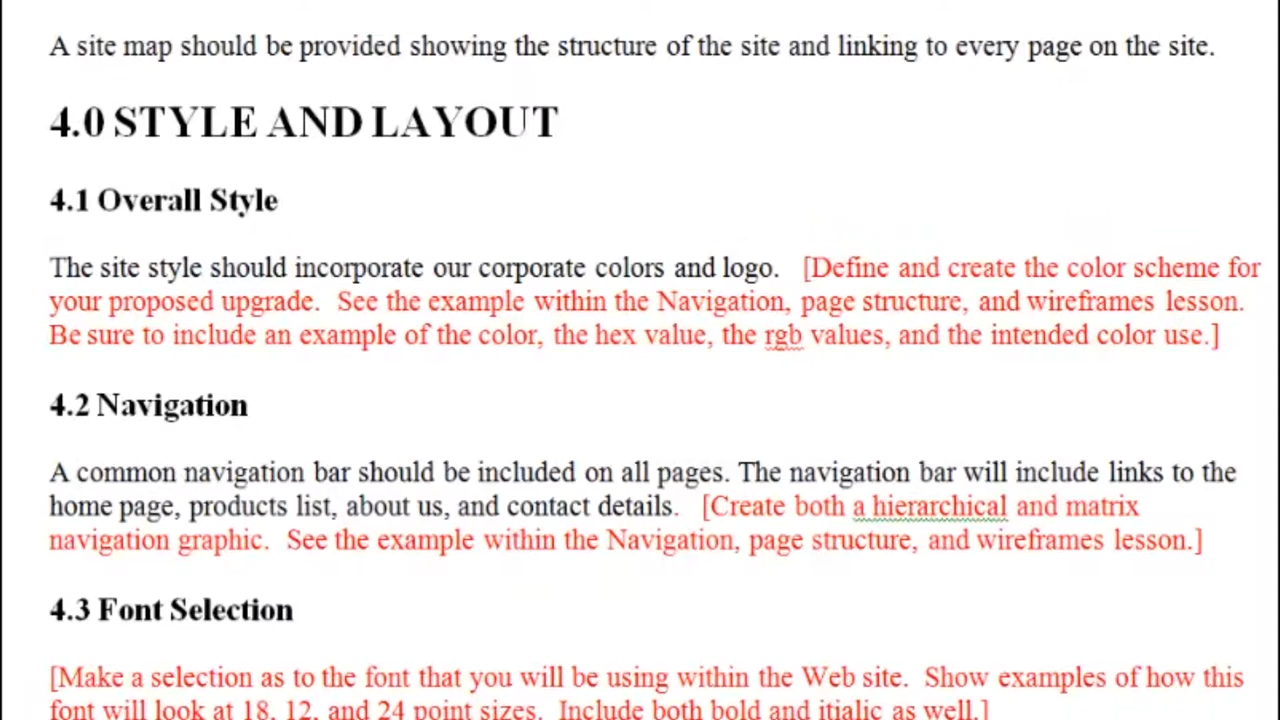 A site map should be provided showing the structure of the site and linking to every page on the site.
4.0 STYLE AND LAYOUT
4.1 Overall Style
The site style should incorporate our corporate colors and logo. [Define and create the color scheme for
your proposed upgrade. See the example within the Navigation, page structure, and wireframes lesson.
Be sure to include an example of the color, the hex value, the rgb values, and the intended color use.]
4.2 Navigation
A common navigation bar should be included on all pages. The navigation bar will include links to the
home page, products list, about us, and contact details. [Create both a hierarchical and matrix
navigation graphic. See the example within the Navigation, page structure, and wireframes lesson.]
4.3 Font Selection
[Make a selection as to the font that you will be using within the Web site. Show examples of how this
font will look at 18, 12, and 24 point sizes. Include both bold and itialic as well.]